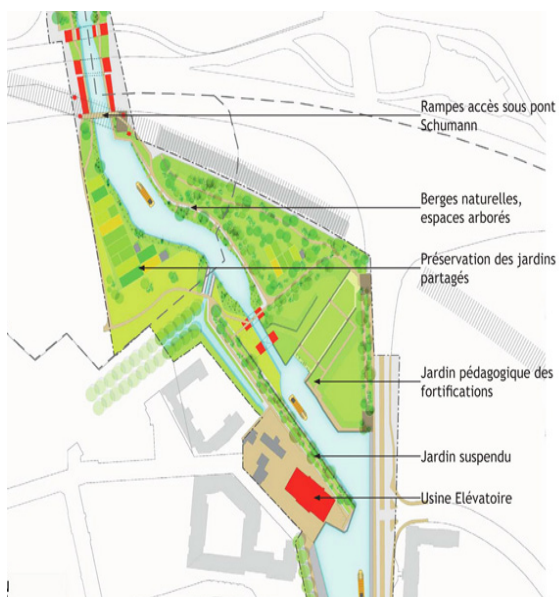 Rampes accès sous pont
Schumann
Berges naturelles,
espaces arborés
Préservation des jardins
partagés
Jardin pédagogique des
fortifications
Jardin suspendu
Usine Elévatoire